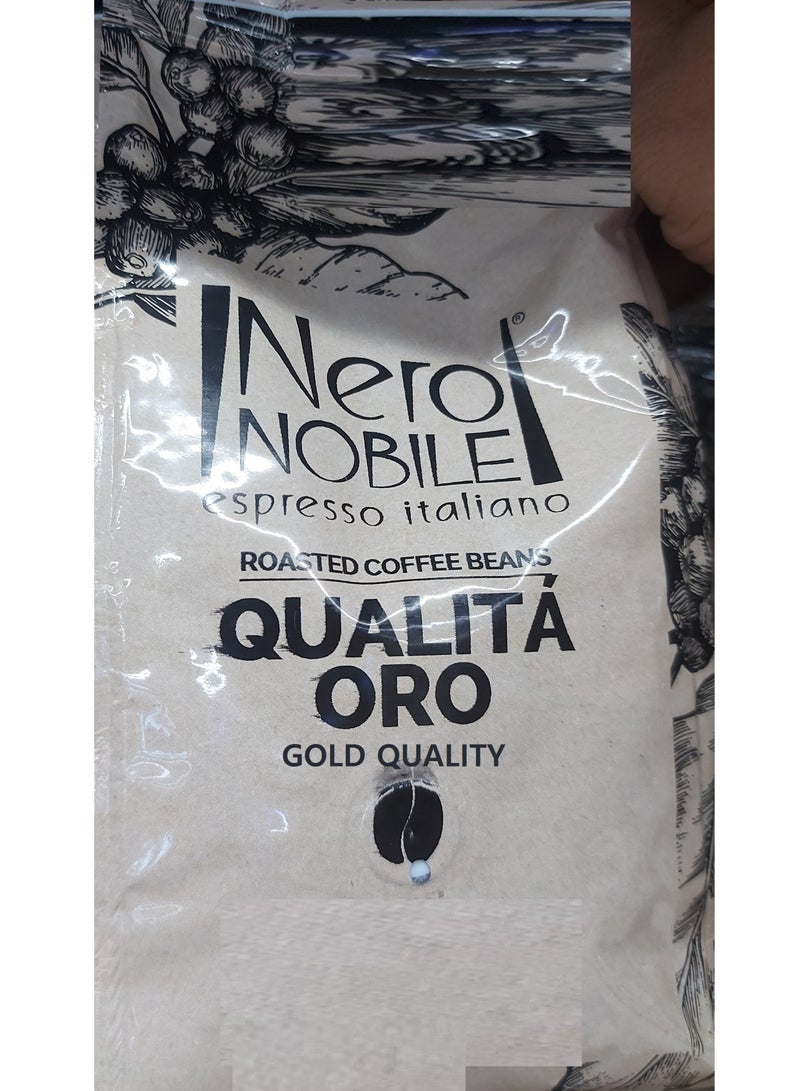 Nero
NOBILE
®
espresso italiano
ROASTED COFFEE BEANS
QUALITÁ
ORO
GOLD QUALITY